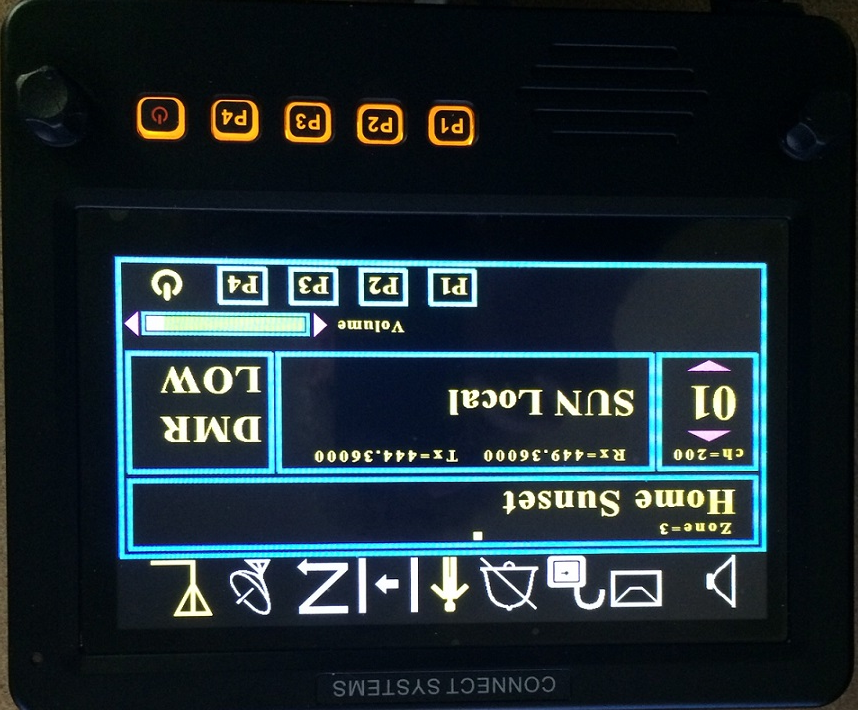 CONNECT SYSTEMS
Zone=3
Home Sunset
ch=200
01
Rx=449.36000 Tx=444.36000
SUN Local
DMR
LOW
Volume
P1 P2 P3 P4
P1 P2 P3 P4